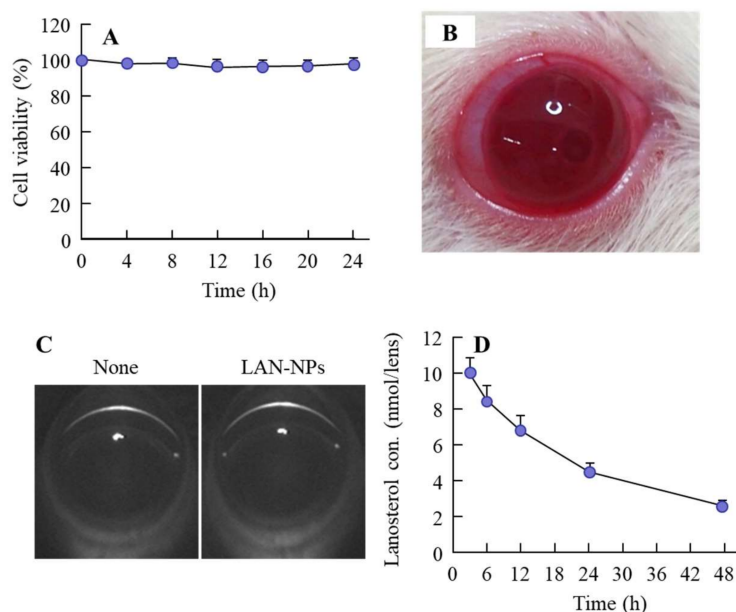 A
120
100
80
60
40
20
0
Cell viability (%)
0 4 8 12 16 20 24
Time (h)
B
C
None LAN-NPs
D
12
10
8
6
4
2
0
Lanosterol con. (nmol/lens)
0 6 12 18 24 30 36 42 48
Time (h)